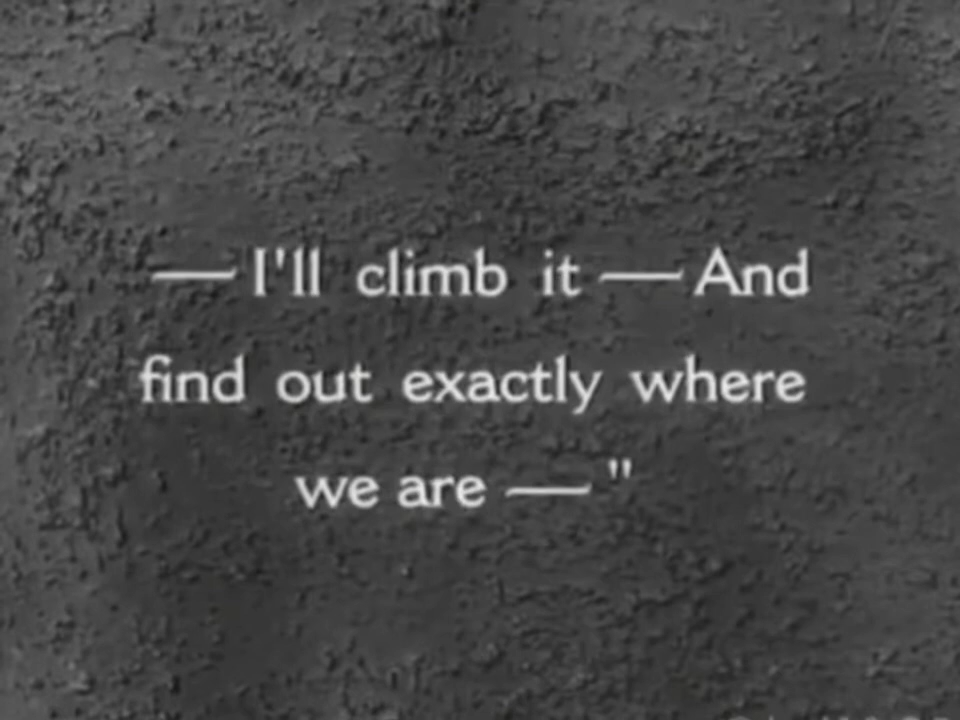 — I'll climb it — And
find out exactly where
we are — "